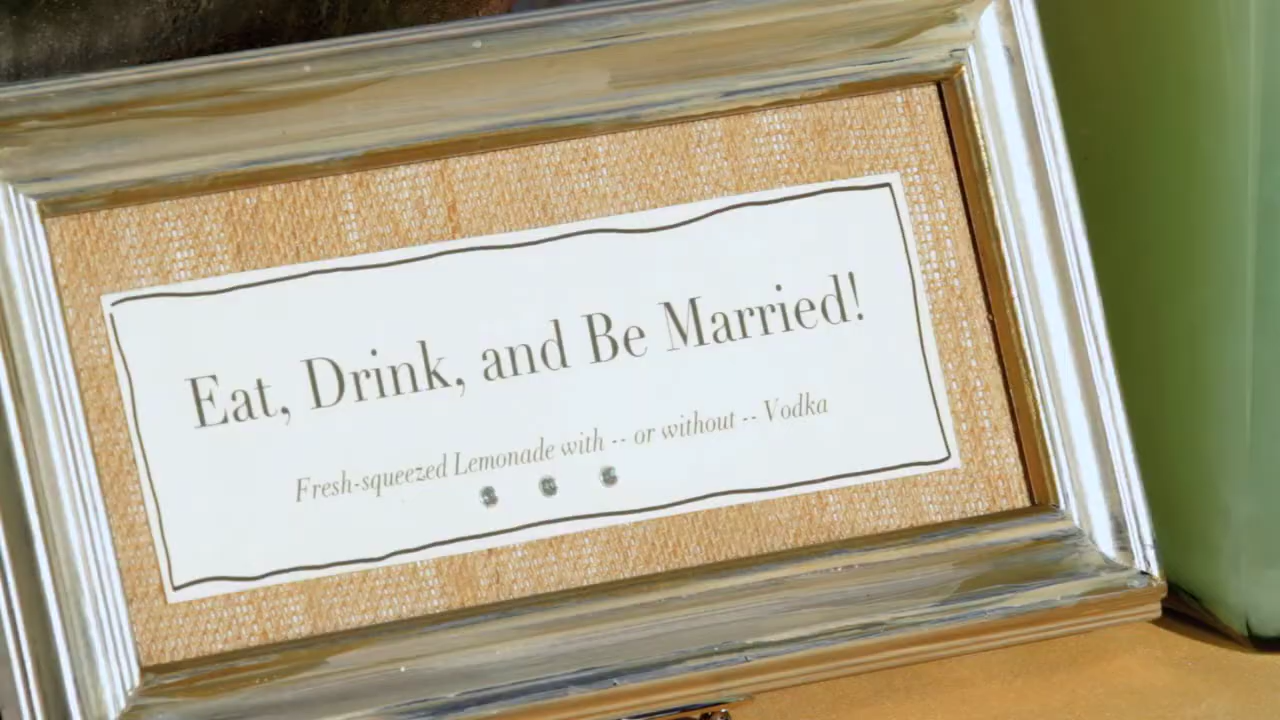 Eat, Drink, and Be Married!
Fresh-squeezed Lemonade with -- or without -- Vodka